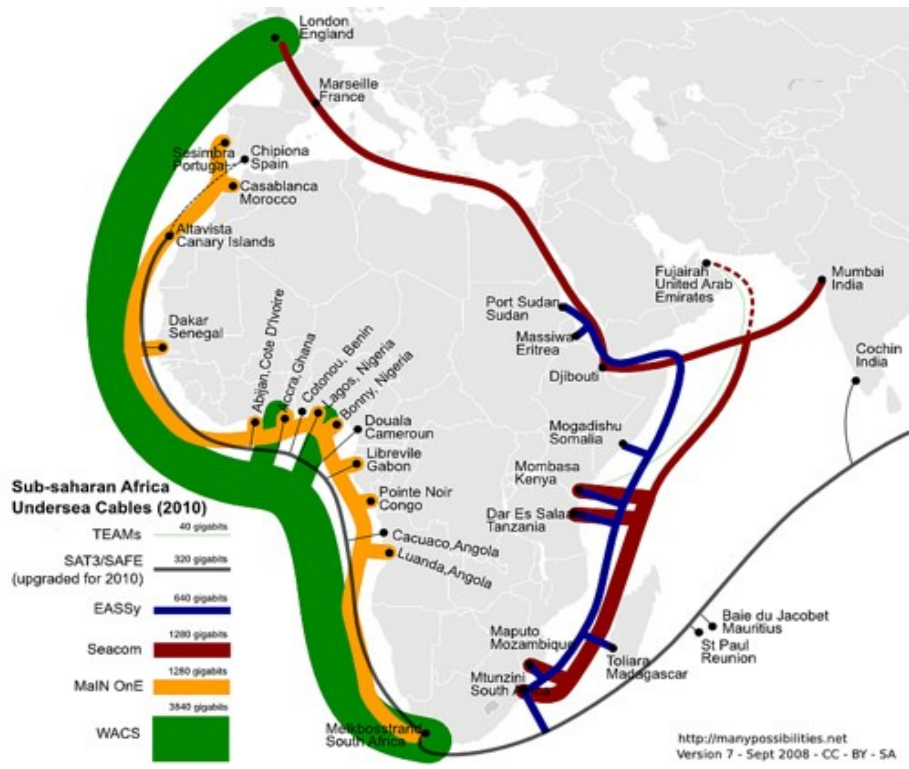 London
England
Marseille
France
Sesimbra
Portugal
Chipiona
Spain
Casablanca
Morocco
Altavista
Canary Islands
Dakar
Senegal
Abijan,Cote D'Ivoire
Accra,Ghana
Cotonou, Benin
Lagos, Nigeria
Bonny, Nigeria
Douala
Cameroun
Librevile
Gabon
Pointe Noir
Congo
Cacuaco,Angola
Luanda,Angola
Port Sudan
Sudan
Massiwa
Eritrea
Djibouti
Fujairah
United Arab
Emirates
Mumbai
India
Cochin
India
Mogadishu
Somalia
Mombasa
Kenya
Dar Es Salaa
Tanzania
Maputo
Mozambique
Mtunzini
South Africa
Toliara
Madagascar
Baie du Jacobet
Mauritius
St Paul
Reunion
Melkbosstrand
South Africa
Sub-saharan Africa
Undersea Cables (2010)
TEAMs
40 gigabits
SAT3/SAFE
(upgraded for 2010)
320 gigabits
EASSy
640 gigabits
Seacom
1280 gigabits
MaIN OnE
1280 gigabits
WACS
3840 gigabits
http://manypossibilities.net
Version 7 - Sept 2008 - CC - BY - SA